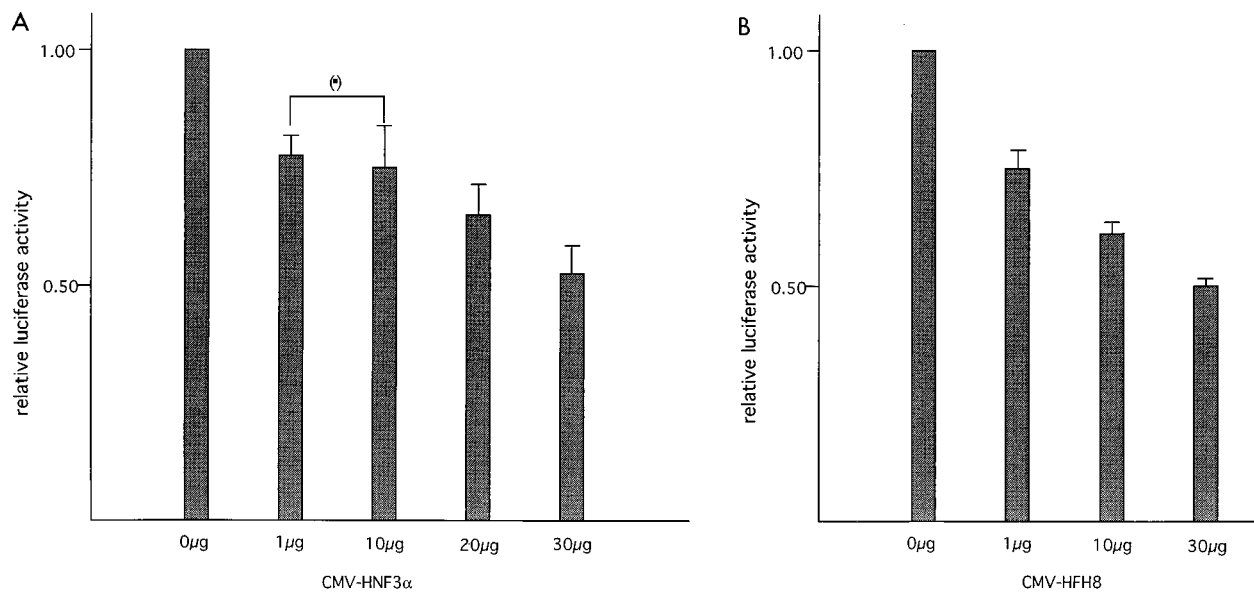 A
1.00
(*)
0.50
relative luciferase activity
0µg 1µg 10µg 20µg 30µg
CMV-HNF3α
B
1.00
0.50
relative luciferase activity
0µg 1µg 10µg 30µg
CMV-HFH8